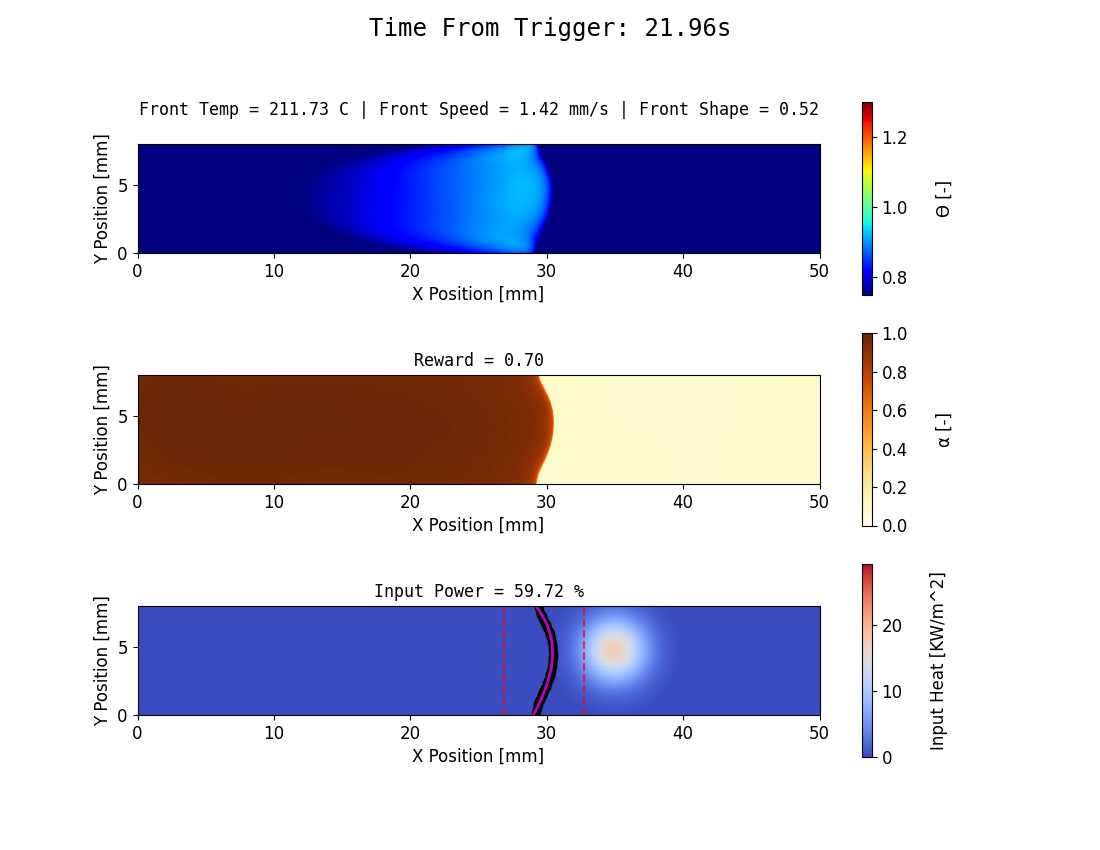 Time From Trigger: 21.96s
Front Temp = 211.73 C | Front Speed = 1.42 mm/s | Front Shape = 0.52
Y Position [mm]
5
0
0 10 20 30 40 50
X Position [mm]
1.2
1.0
0.8
Θ [-]
Reward = 0.70
Y Position [mm]
5
0
0 10 20 30 40 50
X Position [mm]
1.0
0.8
0.6
0.4
0.2
0.0
α [-]
Input Power = 59.72 %
Y Position [mm]
5
0
0 10 20 30 40 50
X Position [mm]
20
10
0
Input Heat [KW/m^2]